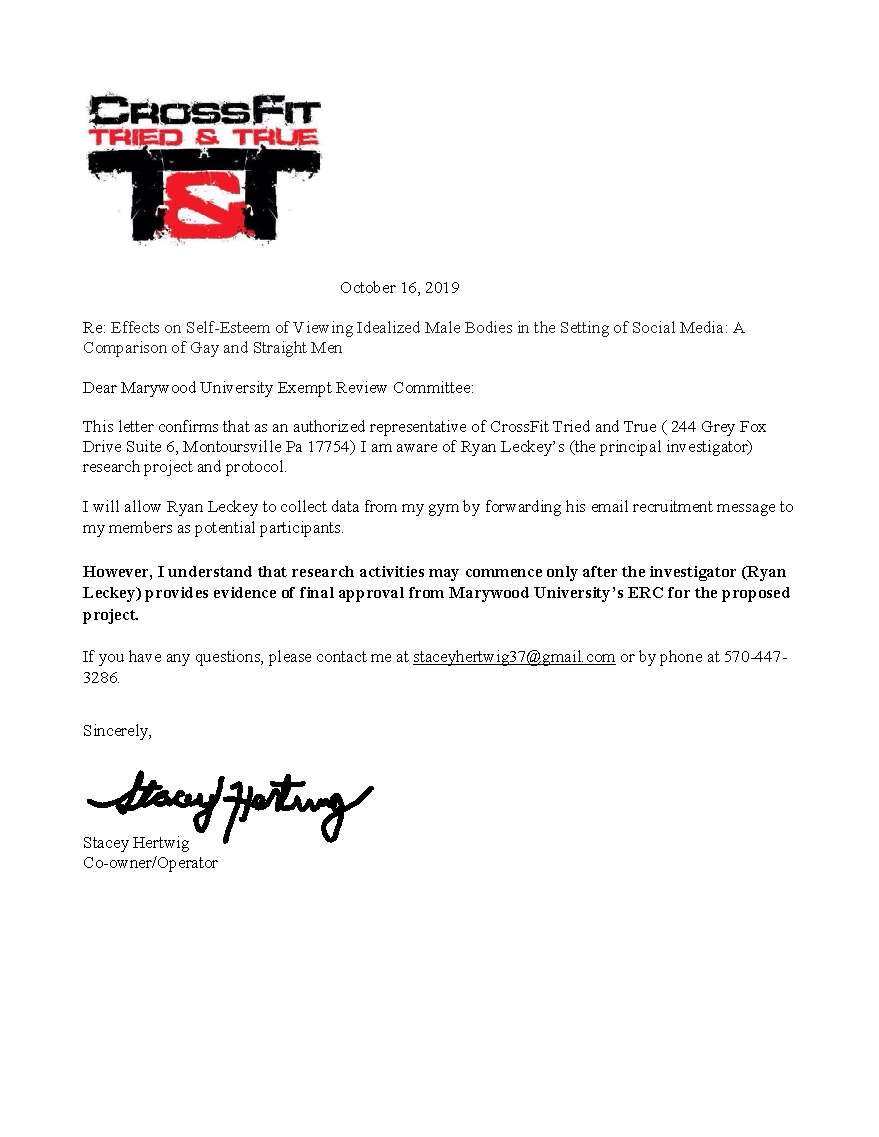 CROSSFIT
TRIED & TRUE
T&T
October 16, 2019
Re: Effects on Self-Esteem of Viewing Idealized Male Bodies in the Setting of Social Media: A
Comparison of Gay and Straight Men
Dear Marywood University Exempt Review Committee:
This letter confirms that as an authorized representative of CrossFit Tried and True ( 244 Grey Fox
Drive Suite 6, Montoursville Pa 17754) I am aware of Ryan Leckey’s (the principal investigator)
research project and protocol.
I will allow Ryan Leckey to collect data from my gym by forwarding his email recruitment message to
my members as potential participants.
However, I understand that research activities may commence only after the investigator (Ryan
Leckey) provides evidence of final approval from Marywood University’s ERC for the proposed
project.
If you have any questions, please contact me at staceyhertwig37@gmail.com or by phone at 570-447-
3286.
Sincerely,
Stacey Hertwig
Stacey Hertwig
Co-owner/Operator